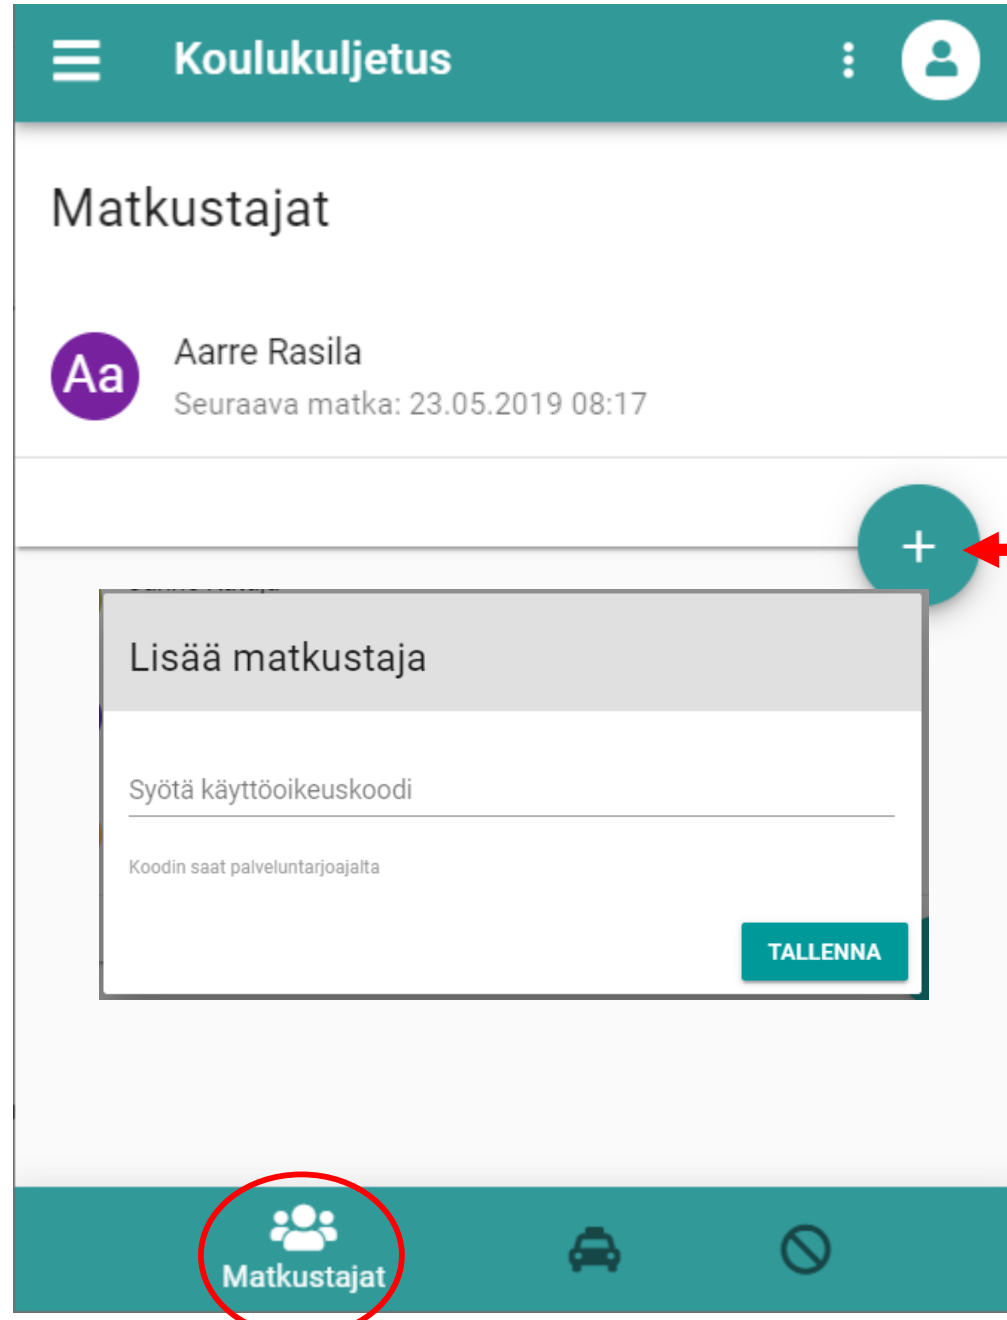 Koulukuljetus
Matkustajat
Aa
Aarre Rasila
Seuraava matka: 23.05.2019 08:17
+
Lisää matkustaja
Syötä käyttöoikeuskoodi
Koodin saat palveluntarjoajalta
TALLENNA
Matkustajat